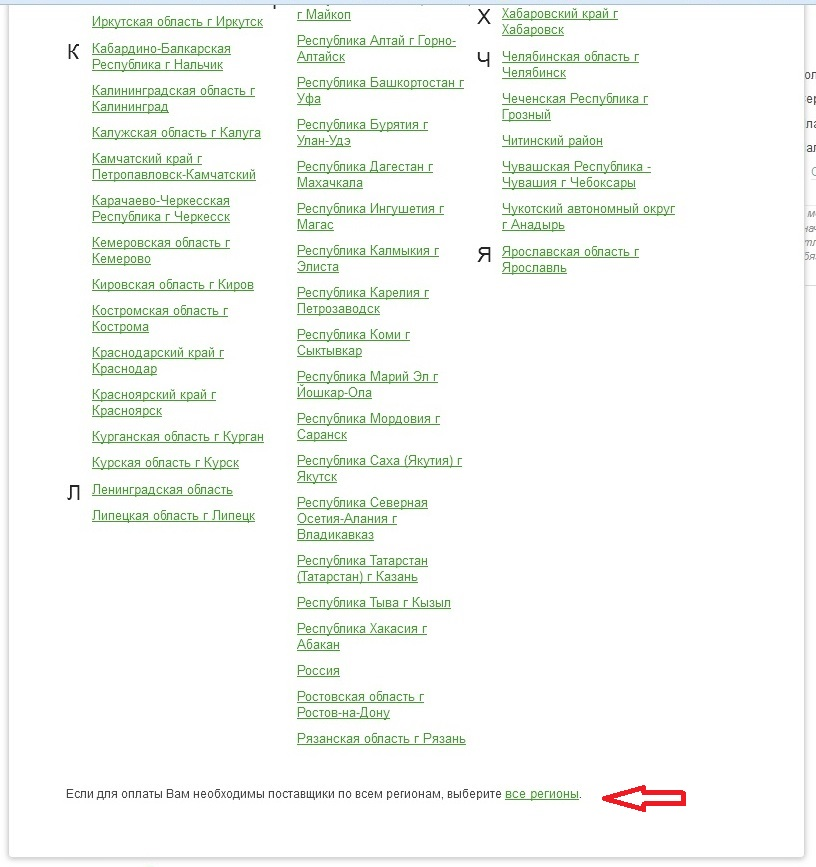 Иркутская область г Иркутск
К
Кабардино-Балкарская
Республика г Нальчик
Калининградская область г
Калининград
Калужская область г Калуга
Камчатский край г
Петропавловск-Камчатский
Карачаево-Черкесская
Республика г Черкесск
Кемеровская область г
Кемерово
Кировская область г Киров
Костромская область г
Кострома
Краснодарский край г
Краснодар
Красноярский край г
Красноярск
Курганская область г Курган
Курская область г Курск
Л
Ленинградская область
Липецкая область г Липецк
г Майкоп
Республика Алтай г Горно-
Алтайск
Республика Башкортостан г
Уфа
Республика Бурятия г
Улан-Удэ
Республика Дагестан г
Махачкала
Республика Ингушетия г
Магас
Республика Калмыкия г
Элиста
Республика Карелия г
Петрозаводск
Республика Коми г
Сыктывкар
Республика Марий Эл г
Йошкар-Ола
Республика Мордовия г
Саранск
Республика Саха (Якутия) г
Якутск
Республика Северная
Осетия-Алания г
Владикавказ
Республика Татарстан
(Татарстан) г Казань
Республика Тыва г Кызыл
Республика Хакасия г
Абакан
Россия
Ростовская область г
Ростов-на-Дону
Рязанская область г Рязань
Х
Хабаровский край г
Хабаровск
Ч
Челябинская область г
Челябинск
Чеченская Республика г
Грозный
Читинский район
Чувашская Республика -
Чувашия г Чебоксары
Чукотский автономный округ
г Анадырь
Я
Ярославская область г
Ярославль
Если для оплаты Вам необходимы поставщики по всем регионам, выберите все регионы.